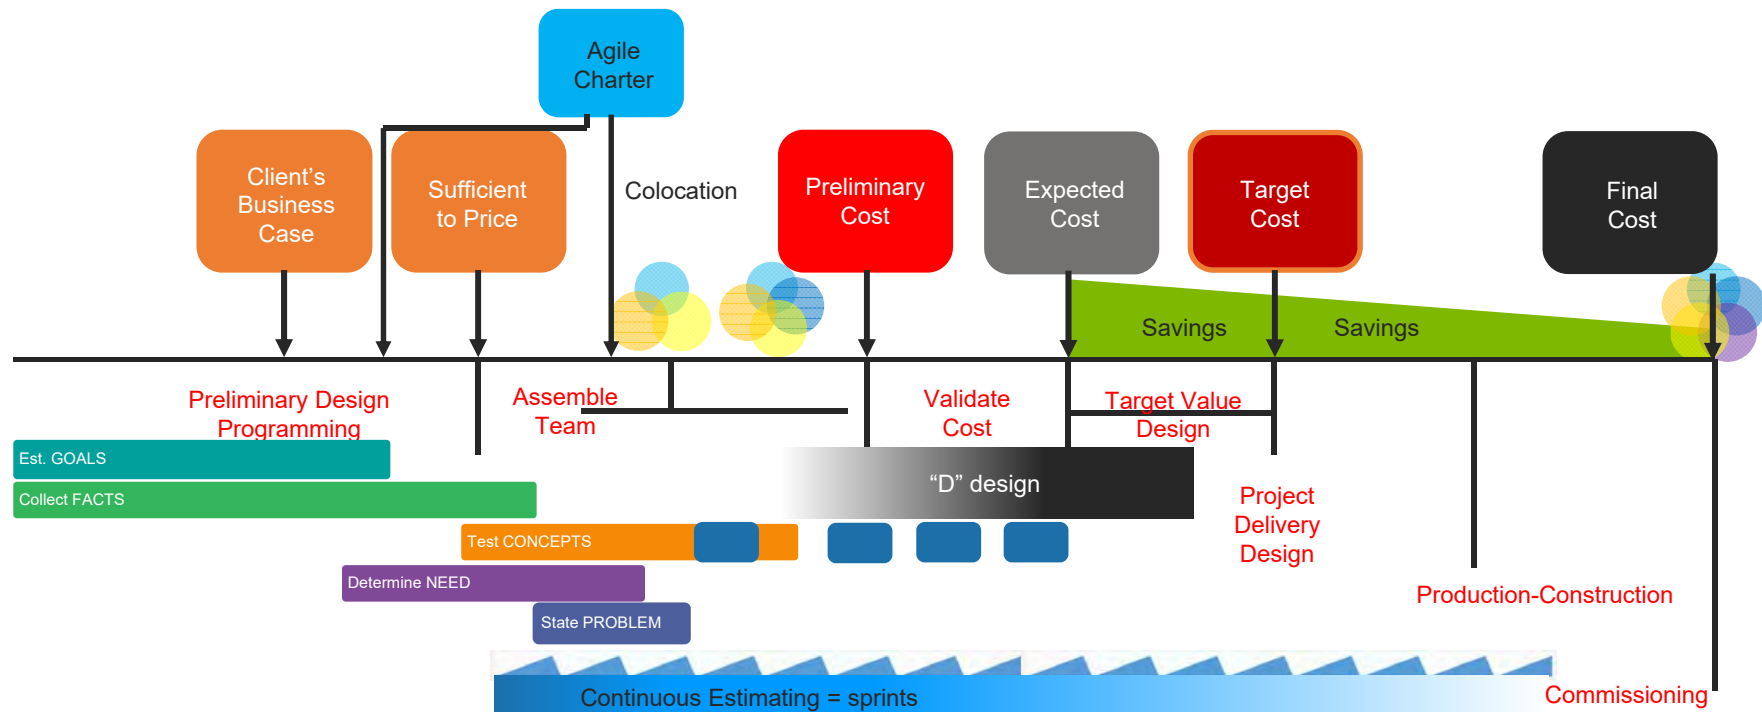 Agile
Charter
Client’s
Business
Case
Sufficient
to Price
Colocation
Preliminary
Cost
Expected
Cost
Target
Cost
Final
Cost
Savings
Savings
Preliminary Design
Programming
Assemble
Team
Validate
Cost
Target Value
Design
Est. GOALS
Collect FACTS
“D” design
Project
Delivery
Design
Test CONCEPTS
Determine NEED
State PROBLEM
Production-Construction
Continuous Estimating = sprints
Commissioning